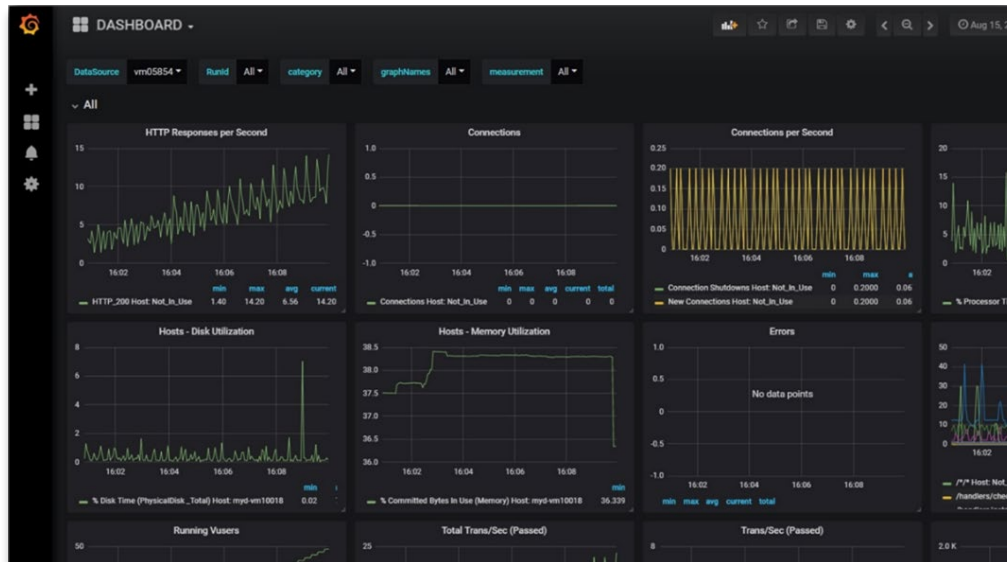 DASHBOARD
Aug 15, 2
DataSource vm05854 RunId All category All graphNames All measurement All
All
HTTP Responses per Second
15
10
5
0
16:02 16:04 16:06 16:08
min max avg current
HTTP_200 Host: Not_In_Use 1.40 14.20 6.56 14.20
Connections
1.0
0.5
0
-0.5
-1.0
16:02 16:04 16:06 16:08
min max avg current total
Connections Host: Not_In_Use 0 0 0 0 0
Connections per Second
0.25
0.20
0.15
0.10
0.05
0
16:02 16:04 16:06 16:08
min max a
Connection Shutdowns Host: Not_In_Use 0 0.2000 0.06
New Connections Host: Not_In_Use 0 0.2000 0.06
20
15
10
5
0
16:02
% Processor T
Hosts - Disk Utilization
8
6
4
2
0
16:02 16:04 16:06 16:08
min
% Disk Time (PhysicalDisk _Total) Host: myd-vm10018 0.02
Hosts - Memory Utilization
38.5
38.0
37.5
37.0
36.5
36.0
16:02 16:04 16:06 16:08
min
% Committed Bytes In Use (Memory) Host: myd-vm10018 36.339
Errors
1.0
0.5
0
-0.5
-1.0
No data points
16:02 16:04 16:06 16:08
min max avg current total
50
40
30
20
10
0
16:02
/*/* Host: Not_
/handlers/chec
Running Vusers
50
Total Trans/Sec (Passed)
25
Trans/Sec (Passed)
8
2.0 K